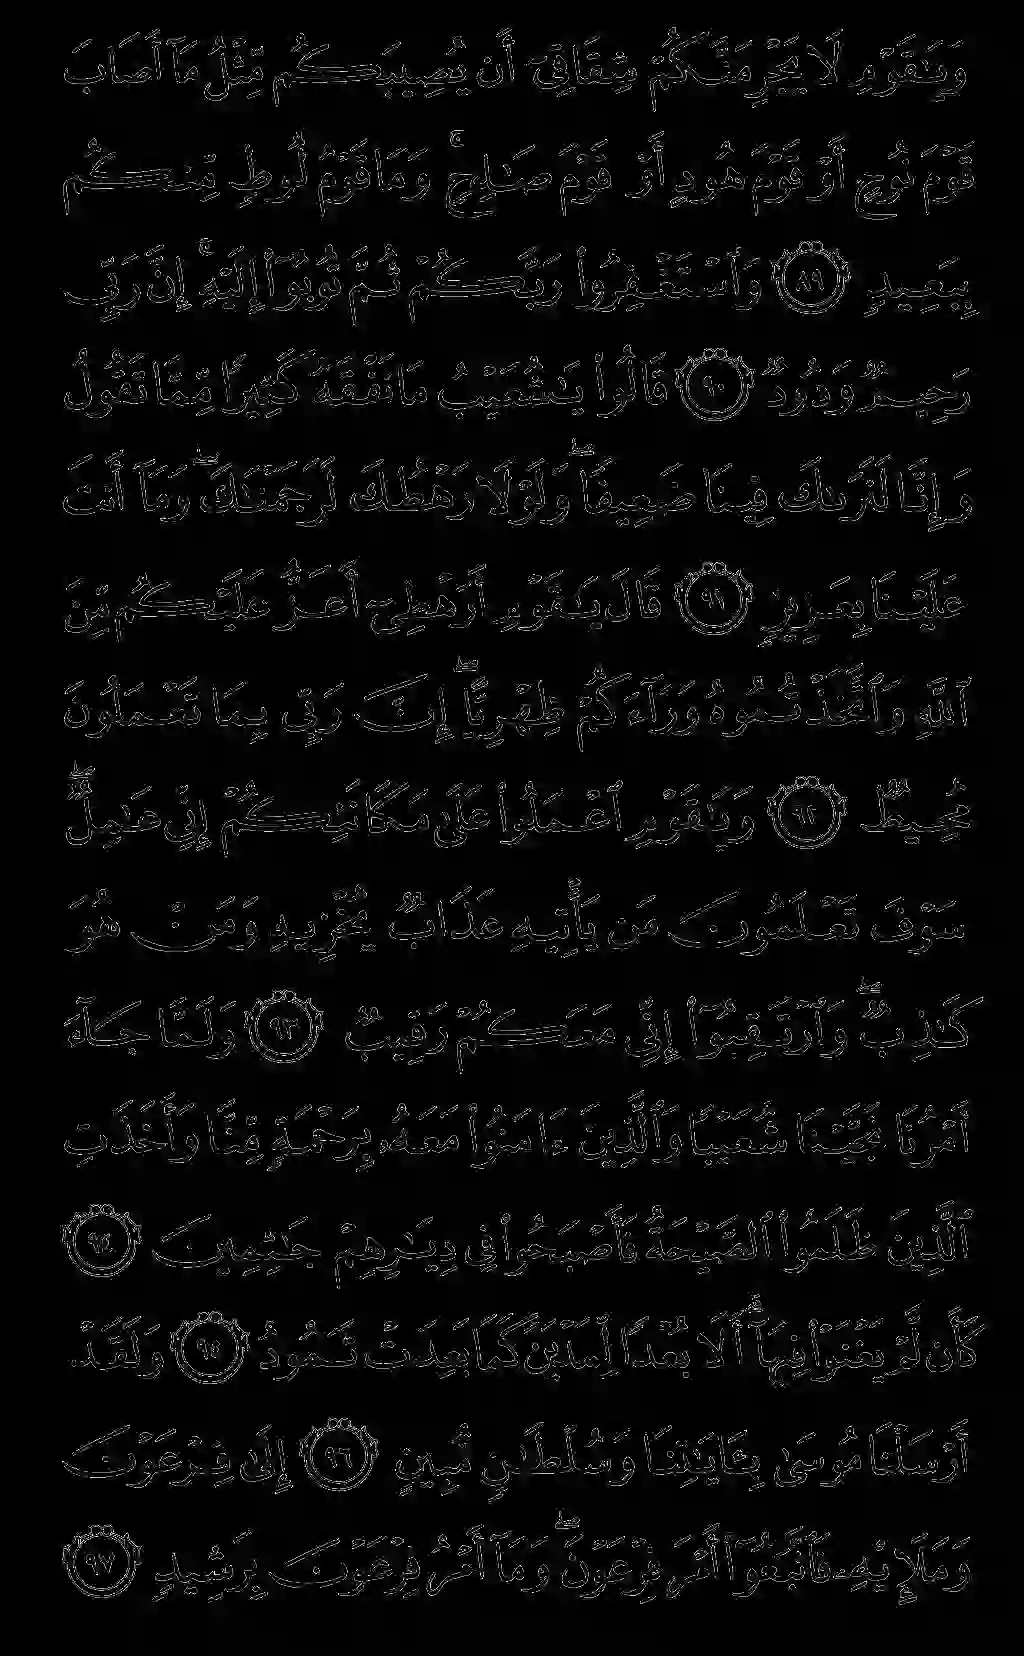 وَيَـٰقَوْمِ لَا يَجْرِمَنَّكُمْ شِقَاقِىٓ أَن يُصِيبَكُم مِّثْلُ مَآ أَصَابَ
قَوْمَ نُوحٍ أَوْ قَوْمَ هُودٍ أَوْ قَوْمَ صَـٰلِحٍ ۚ وَمَا قَوْمُ لُوطٍ مِّنكُم
بِبَعِيدٍ ﴿٨٩﴾ وَٱسْتَغْفِرُوا۟ رَبَّكُمْ ثُمَّ تُوبُوٓا۟ إِلَيْهِ ۚ إِنَّ رَبِّى
رَحِيمٌ وَدُودٌ ﴿٩٠﴾ قَالُوا۟ يَـٰشُعَيْبُ مَا نَفْقَهُ كَثِيرًا مِّمَّا تَقُولُ
وَإِنَّا لَنَرَىٰكَ فِينَا ضَعِيفًا ۖ وَلَوْلَا رَهْطُكَ لَرَجَمْنَـٰكَ ۖ وَمَآ أَنتَ
عَلَيْنَا بِعَزِيزٍ ﴿٩١﴾ قَالَ يَـٰقَوْمِ أَرَهْطِىٓ أَعَزُّ عَلَيْكُم مِّنَ
ٱللَّهِ وَٱتَّخَذْتُمُوهُ وَرَآءَكُمْ ظِهْرِيًّا ۖ إِنَّ رَبِّى بِمَا تَعْمَلُونَ
مُحِيطٌ ﴿٩٢﴾ وَيَـٰقَوْمِ ٱعْمَلُوا۟ عَلَىٰ مَكَانَتِكُمْ إِنِّى عَـٰمِلٌ ۖ
سَوْفَ تَعْلَمُونَ مَن يَأْتِيهِ عَذَابٌ يُخْزِيهِ وَمَنْ هُوَ
كَـٰذِبٌ ۖ وَٱرْتَقِبُوٓا۟ إِنِّى مَعَكُمْ رَقِيبٌ ﴿٩٣﴾ وَلَمَّا جَآءَ
أَمْرُنَا نَجَّيْنَا شُعَيْبًا وَٱلَّذِينَ ءَامَنُوا۟ مَعَهُۥ بِرَحْمَةٍ مِّنَّا وَأَخَذَتِ
ٱلَّذِينَ ظَلَمُوا۟ ٱلصَّيْحَةُ فَأَصْبَحُوا۟ فِى دِيَـٰرِهِمْ جَـٰثِمِينَ ﴿٩٤﴾
كَأَن لَّمْ يَغْنَوْا۟ فِيهَآ ۗ أَلَا بُعْدًا لِّمَدْيَنَ كَمَا بَعِدَتْ ثَمُودُ ﴿٩٥﴾ وَلَقَدْ
أَرْسَلْنَا مُوسَىٰ بِـَٔايَـٰتِنَا وَسُلْطَـٰنٍ مُّبِينٍ ﴿٩٦﴾ إِلَىٰ فِرْعَوْنَ
وَمَلَإِي۟هِۦ فَٱتَّبَعُوٓا۟ أَمْرَ فِرْعَوْنَ ۖ وَمَآ أَمْرُ فِرْعَوْنَ بِرَشِيدٍ ﴿٩٧﴾